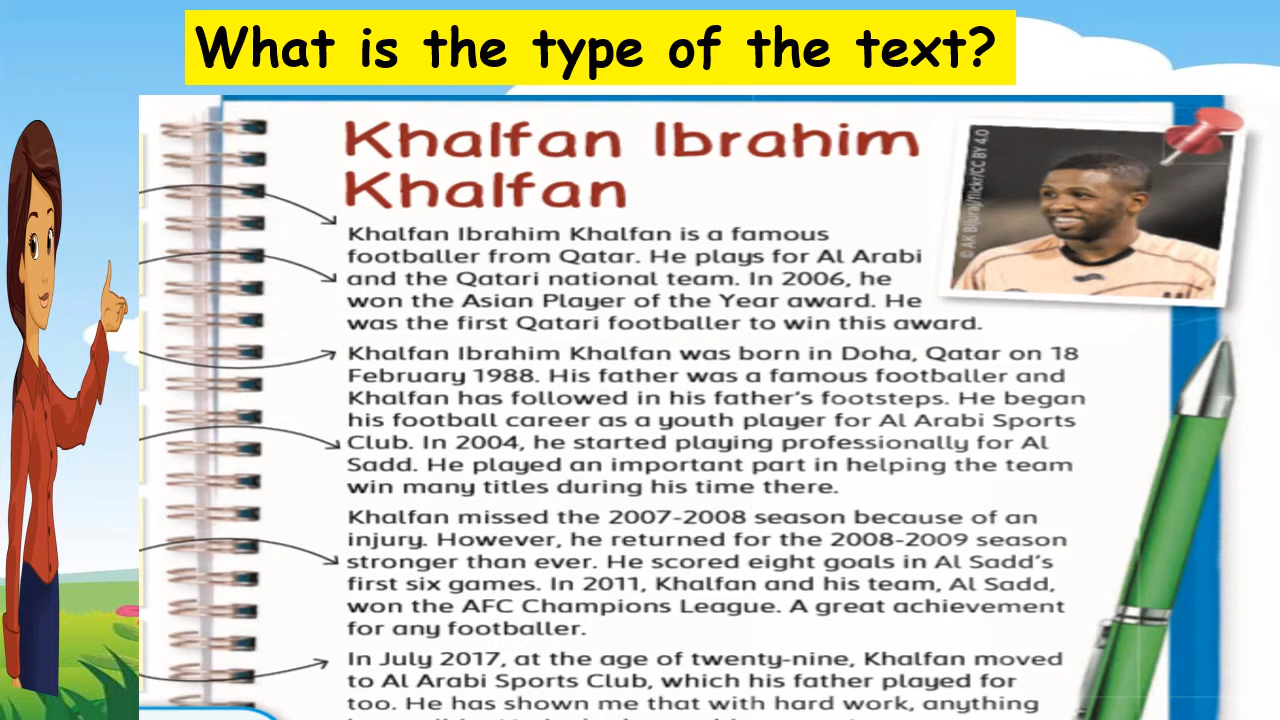 What is the type of the text?
Khalfan Ibrahim
Khalfan
© AK Bijuraj/flickr/CC BY 4.0
Khalfan Ibrahim Khalfan is a famous
footballer from Qatar. He plays for Al Arabi
and the Qatari national team. In 2006, he
won the Asian Player of the Year award. He
was the first Qatari footballer to win this award.
Khalfan Ibrahim Khalfan was born in Doha, Qatar on 18
February 1988. His father was a famous footballer and
Khalfan has followed in his father's footsteps. He began
his football career as a youth player for Al Arabi Sports
Club. In 2004, he started playing professionally for Al
Sadd. He played an important part in helping the team
win many titles during his time there.
Khalfan missed the 2007-2008 season because of an
injury. However, he returned for the 2008-2009 season
stronger than ever. He scored eight goals in Al Sadd's
first six games. In 2011, Khalfan and his team, Al Sadd,
won the AFC Champions League. A great achievement
for any footballer.
In July 2017, at the age of twenty-nine, Khalfan moved
to Al Arabi Sports Club, which his father played for
too. He has shown me that with hard work, anything